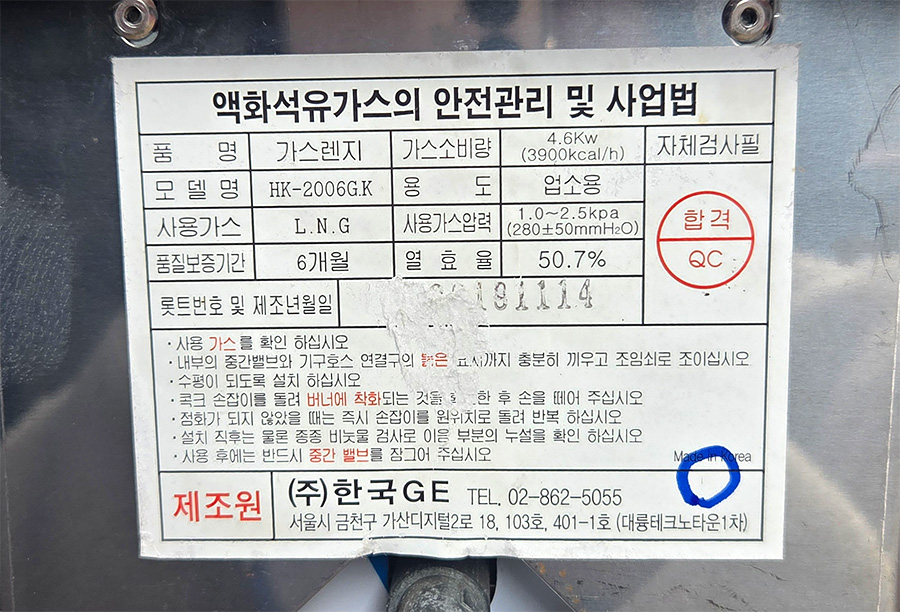 액화석유가스의 안전관리 및 사업법
품 명 가스렌지 가스소비량 4.6Kw (3900kcal/h) 자체검사필
모델명 HK-2006G.K 용 도 업소용
사용가스 L.N.G 사용가스압력 1.0~2.5kpa (280±50mmH₂O)
합격
QC
품질보증기간 6개월 열 효 율 50.7%
롯트번호 및 제조년월일 181114
· 사용 가스를 확인 하십시오
· 내부의 중간밸브와 기구호스 연결구의 붉은 표시까지 충분히 끼우고 조임쇠로 조이십시오
· 수평이 되도록 설치 하십시오
· 콕크 손잡이를 돌려 버너에 착화되는 것을 한 후 손을 떼어 주십시오
· 점화가 되지 않았을 때는 즉시 손잡이를 원위치로 돌려 반복 하십시오
· 설치 직후는 물론 종종 비눗물 검사로 이음 부분의 누설을 확인 하십시오
· 사용 후에는 반드시 중간 밸브를 잠그어 주십시오
Made in Korea
제조원 (주)한국GE TEL. 02-862-5055
서울시 금천구 가산디지털2로 18, 103호, 401-1호 (대륭테크노타운1차)